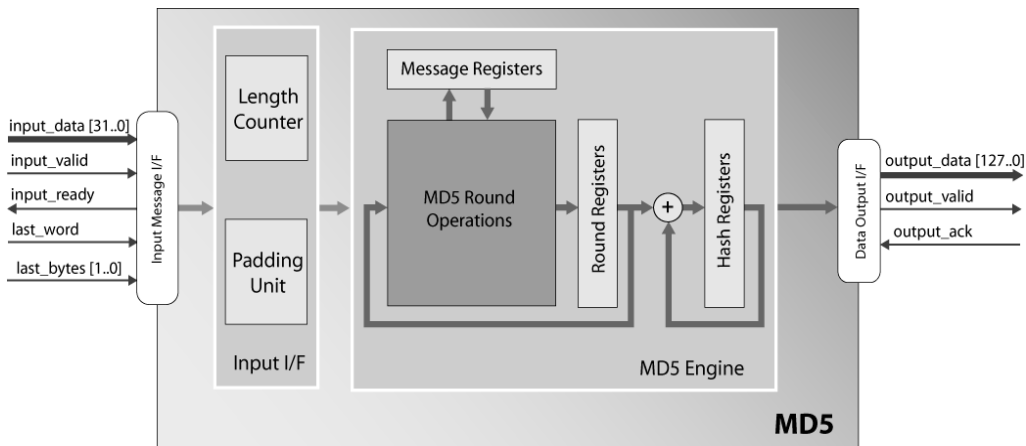 input_data [31..0]
input_valid
input_ready
last_word
last_bytes [1..0]
Input Message I/F
Length
Counter
Padding
Unit
Input I/F
Message Registers
MD5 Round
Operations
Round Registers
+
Hash Registers
MD5 Engine
Data Output I/F
output_data [127..0]
output_valid
output_ack
MD5